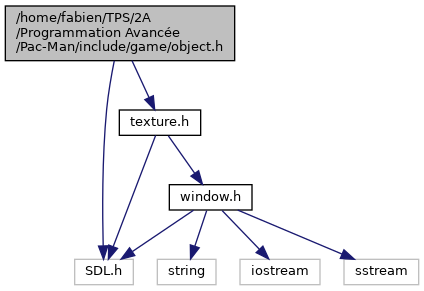 /home/fabien/TPS/2A
/Programmation Avancée
/Pac-Man/include/game/object.h
texture.h
window.h
SDL.h
string
iostream
sstream